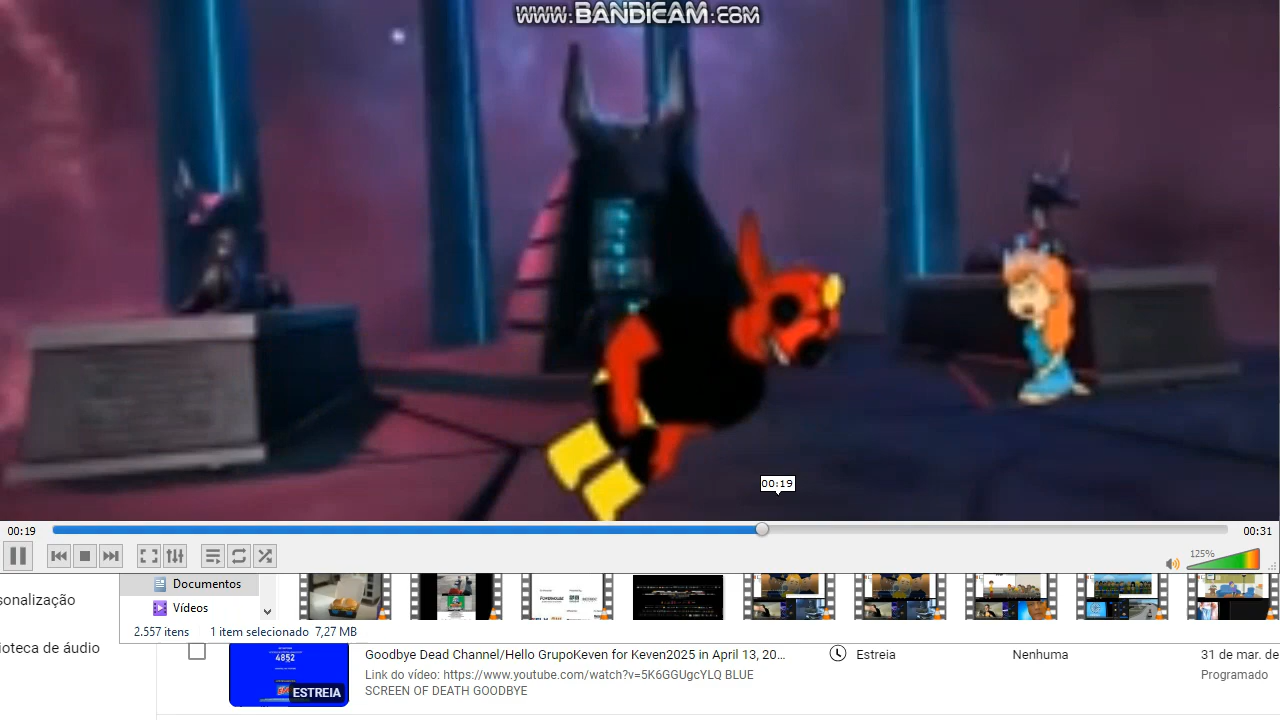 WWW.BANDICAM.COM
00:19
00:19
00:31
125%
sonalização
Documentos
Vídeos
2.557 itens
1 item selecionado 7,27 MB
ioteca de áudio
4852
ESTREIA
Goodbye Dead Channel/Hello GrupoKeven for Keven2025 in April 13, 20...
Link do vídeo: https://www.youtube.com/watch?v=5K6GGUgcYLQ BLUE
SCREEN OF DEATH GOODBYE
Estreia
Nenhuma
31 de mar. de
Programado